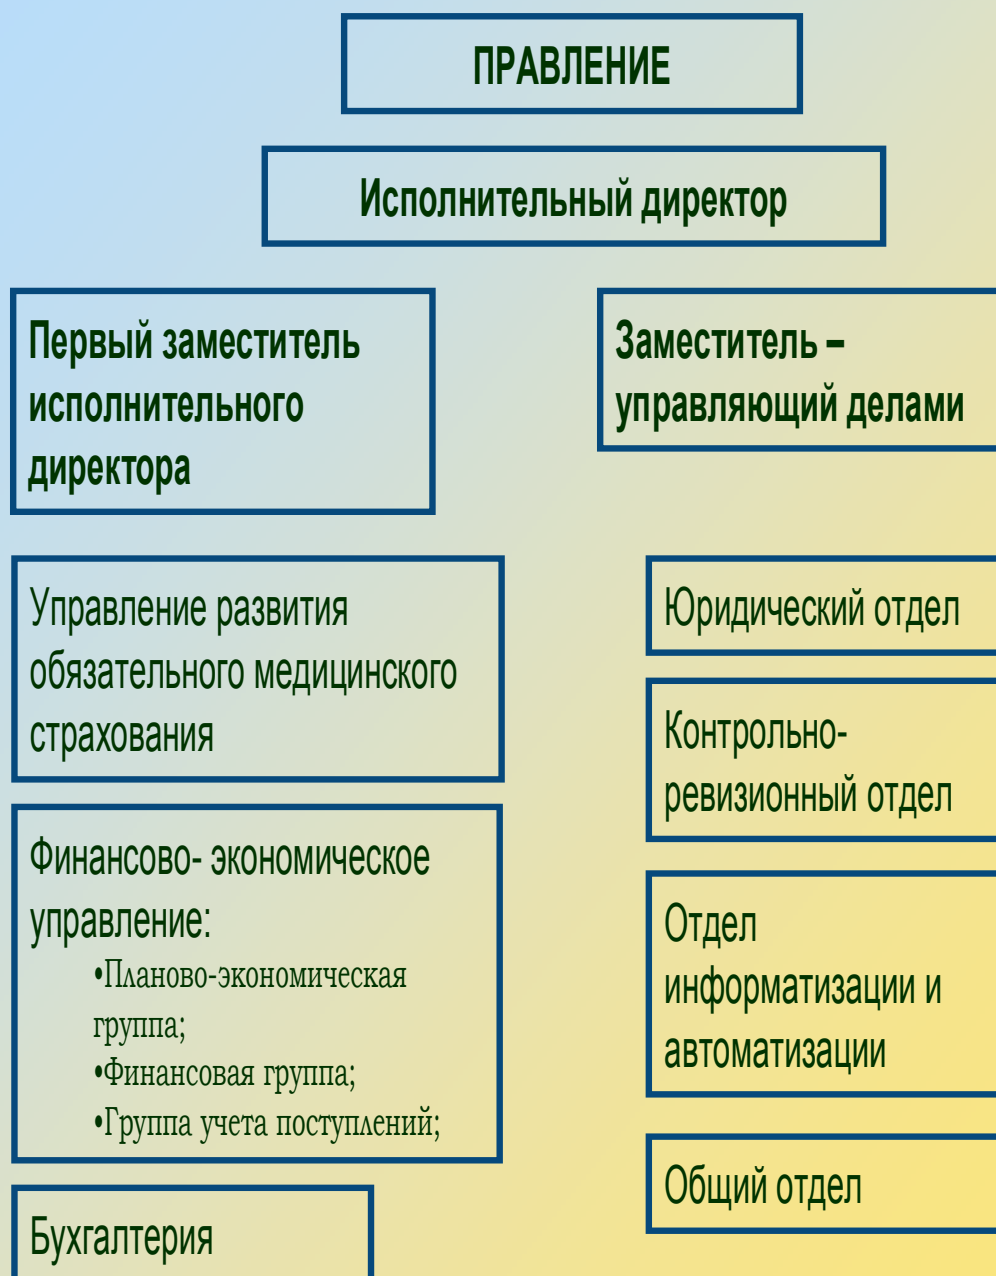 ПРАВЛЕНИЕ
Исполнительный директор
Первый заместитель
исполнительного
директора
Заместитель –
управляющий делами
Управление развития
обязательного медицинского
страхования
Финансово- экономическое
управление:
•Планово-экономическая
группа;
•Финансовая группа;
•Группа учета поступлений;
Бухгалтерия
Юридический отдел
Контрольно-
ревизионный отдел
Отдел
информатизации и
автоматизации
Общий отдел